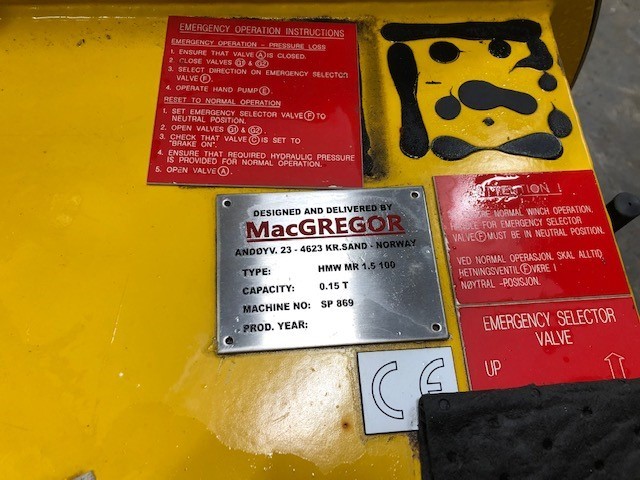 EMERGENCY OPERATION INSTRUCTIONS
EMERGENCY OPERATION - PRESSURE LOSS
1. ENSURE THAT VALVE Ⓐ IS CLOSED.
2. CLOSE VALVES G1 & G2
3. SELECT DIRECTION ON EMERGENCY SELECTOR
VALVE Ⓕ.
4. OPERATE HAND PUMP Ⓔ.
RESET TO NORMAL OPERATION
1. SET EMERGENCY SELECTOR VALVE Ⓕ TO
NEUTRAL POSITION.
2. OPEN VALVES G1 & G2
3. CHECK THAT VALVE Ⓒ IS SET TO
"BRAKE ON".
4. ENSURE THAT REQUIRED HYDRAULIC PRESSURE
IS PROVIDED FOR NORMAL OPERATION.
5. OPEN VALVE Ⓐ.
DESIGNED AND DELIVERED BY
MacGREGOR
ANDØYV. 23 - 4623 KR.SAND - NORWAY
TYPE: HMW MR 1.5 100
CAPACITY: 0.15 T
MACHINE NO: SP 869
PROD. YEAR:
NORMAL WINCH OPERATION,
FOR EMERGENCY SELECTOR
VALVE Ⓕ MUST BE IN NEUTRAL POSITION.
VED NORMAL OPERASJON, SKAL ALLTID
HETNINGSVENTIL Ⓕ VÆRE I
NØYTRAL -POSISJON.
EMERGENCY SELECTOR
VALVE
UP
CE